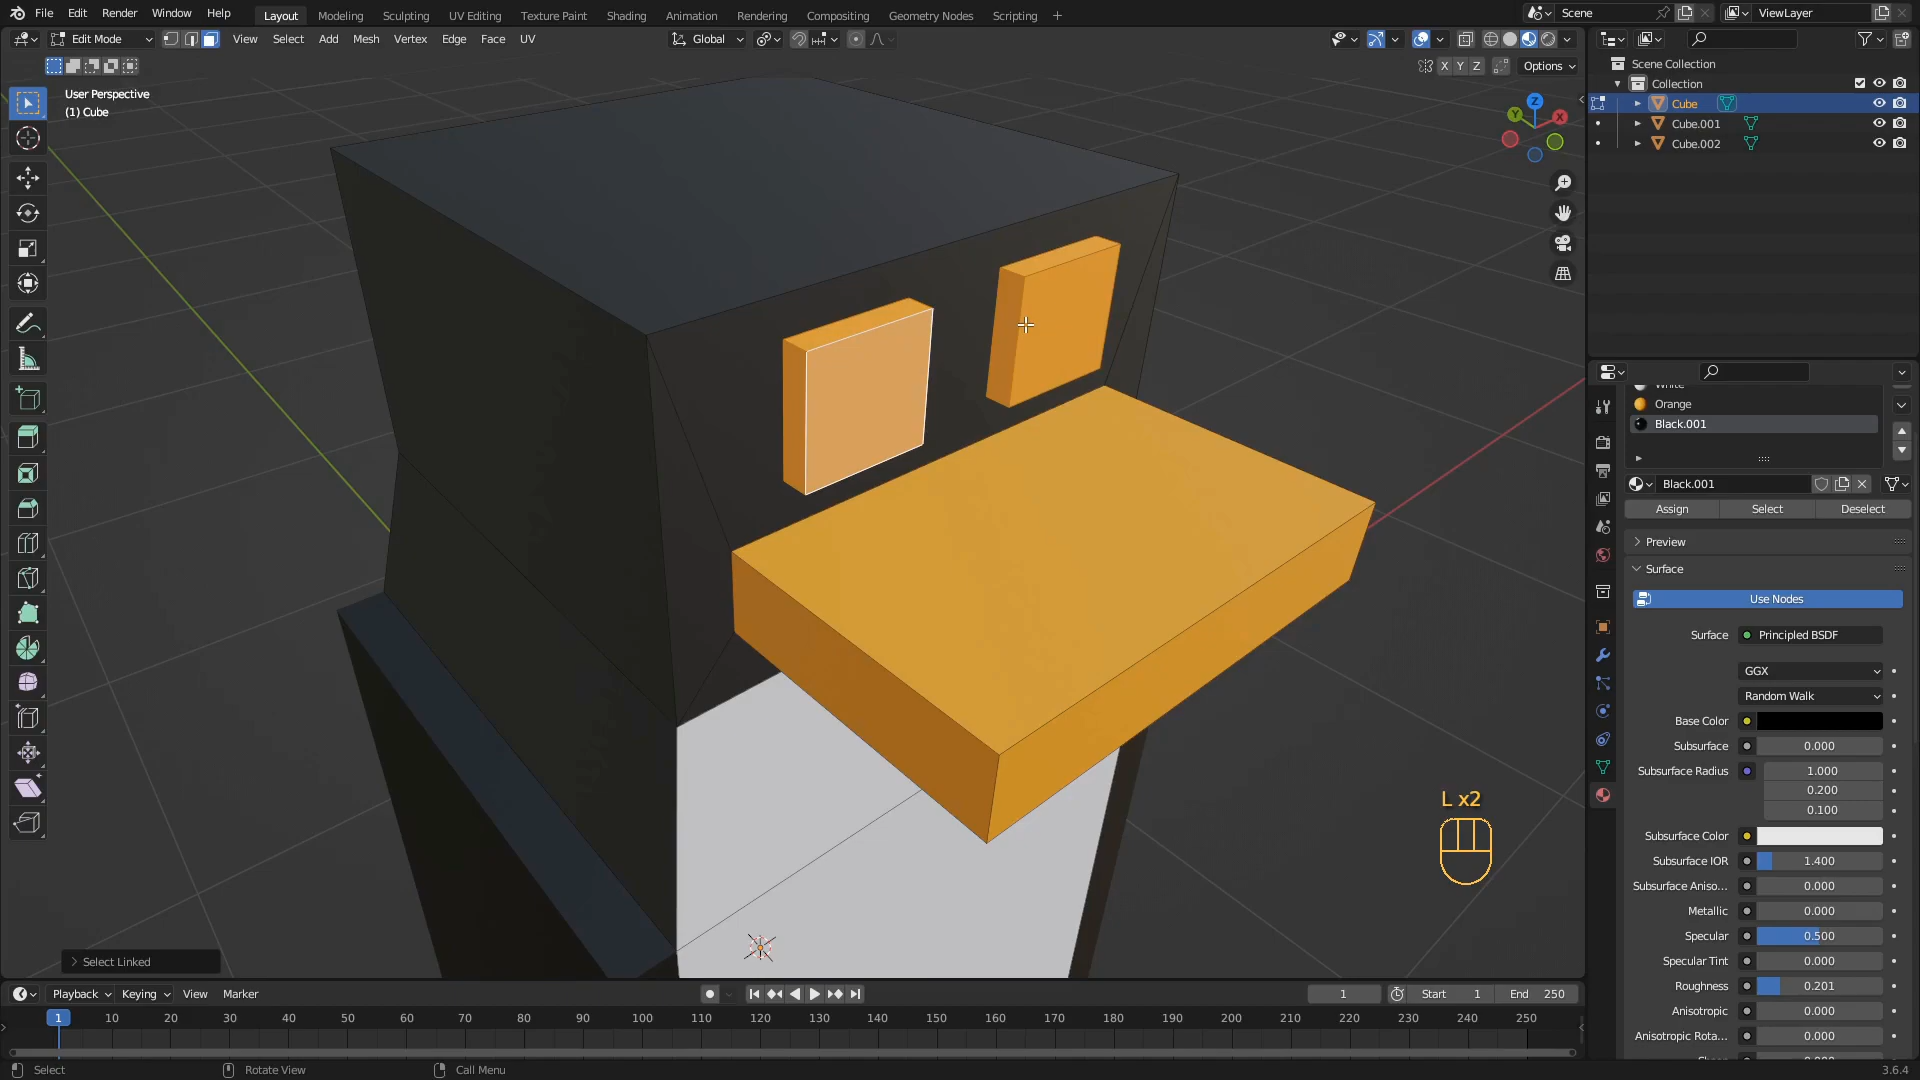 File Edit Render Window Help Layout Modeling Sculpting UV Editing Texture Paint Shading Animation Rendering Compositing Geometry Nodes Scripting + Scene ViewLayer
Edit Mode View Select Add Mesh Vertex Edge Face UV Global
X Y Z Options
User Perspective
(1) Cube
Z
Y
X
Scene Collection
Collection
Cube
Cube.001
Cube.002
Orange
Black.001
Black.001
Assign Select Deselect
Preview
Surface
Use Nodes
Surface Principled BSDF
GGX
Random Walk
Base Color
Subsurface 0.000
Subsurface Radius 1.000
0.200
0.100
Subsurface Color
Subsurface IOR 1.400
Subsurface Aniso... 0.000
Metallic 0.000
Specular 0.500
Specular Tint 0.000
Roughness 0.201
Anisotropic 0.000
Anisotropic Rota... 0.000
L x2
Select Linked
Playback Keying View Marker 1 Start 1 End 250
1 10 20 30 40 50 60 70 80 90 100 110 120 130 140 150 160 170 180 190 200 210 220 230 240 250
Select Rotate View Call Menu 3.6.4